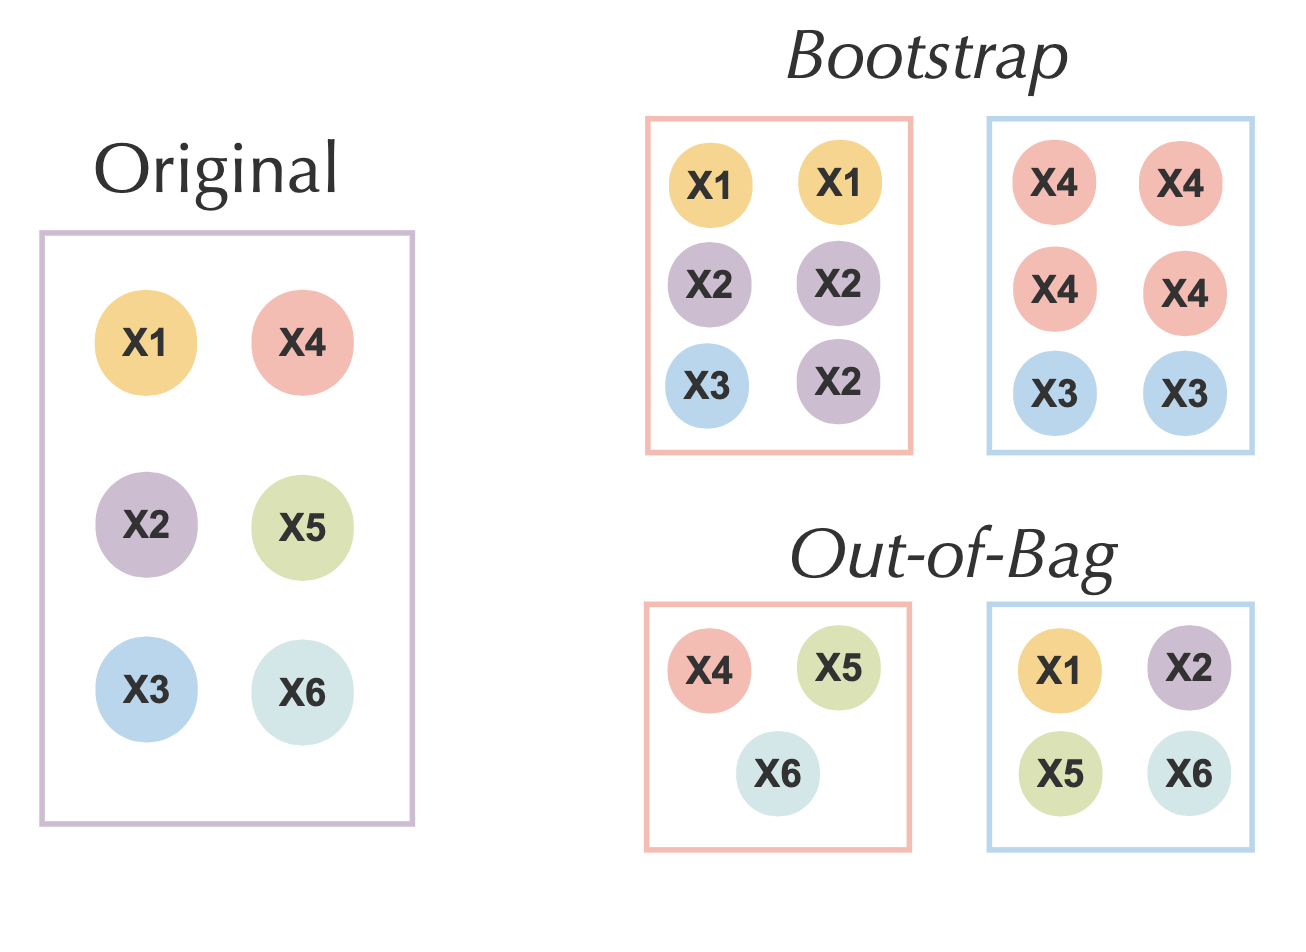 Original
X1 X4
X2 X5
X3 X6
Bootstrap
X1 X1
X2 X2
X3 X2
X4 X4
X4 X4
X3 X3
Out-of-Bag
X4 X5
X6
X1 X2
X5 X6